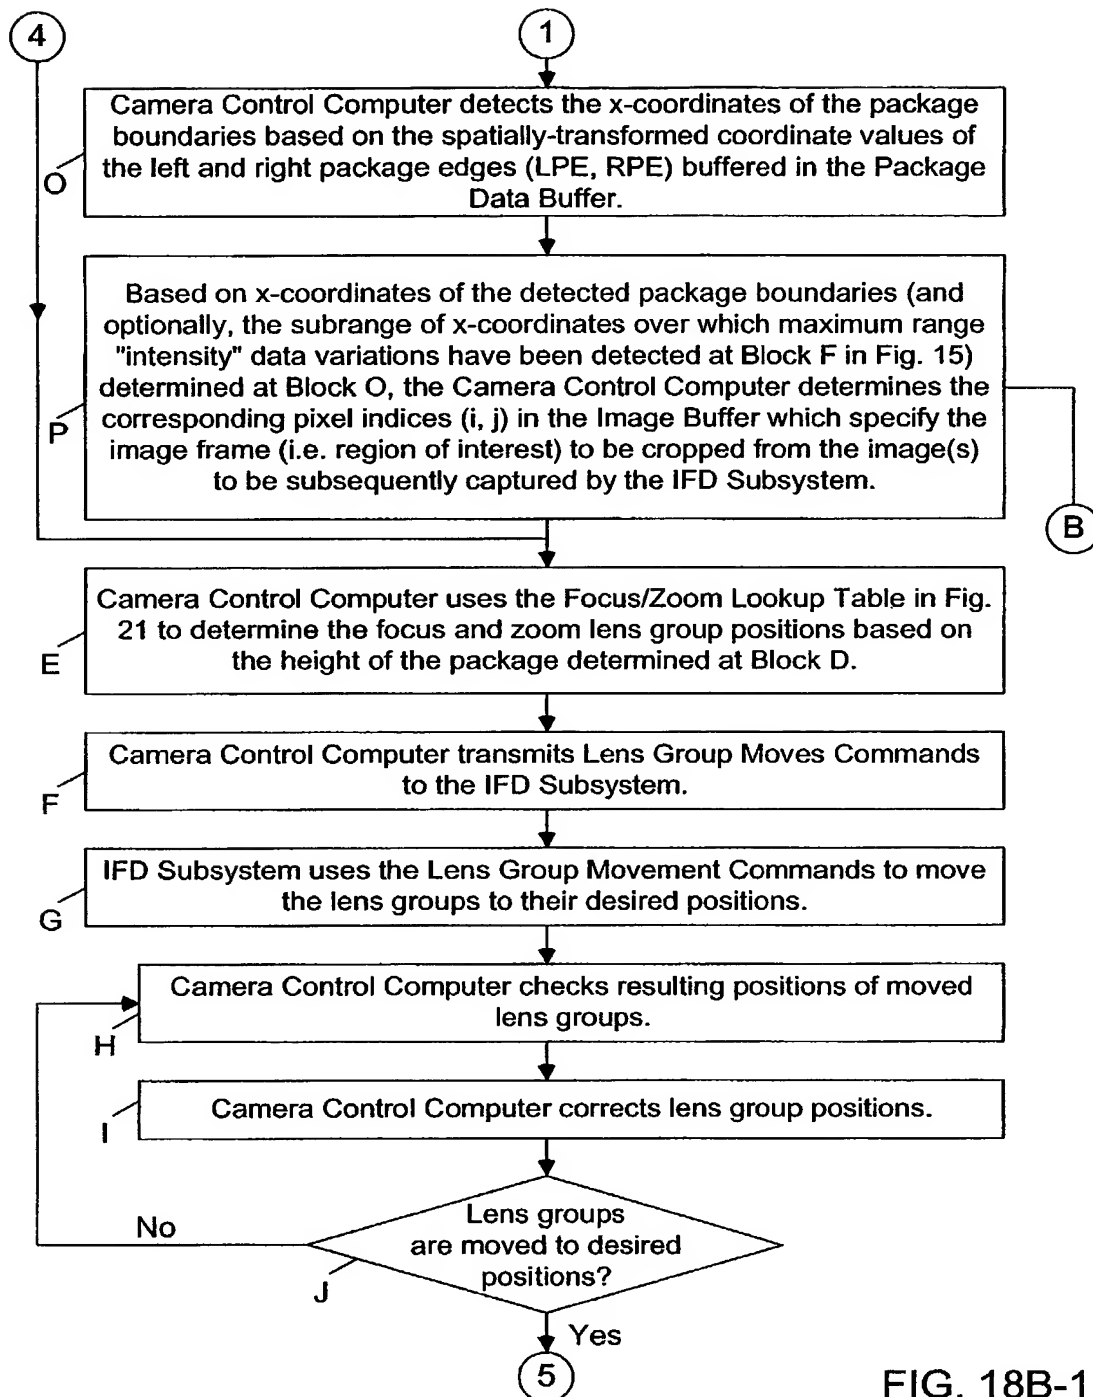 4
1
Camera Control Computer detects the x-coordinates of the package
boundaries based on the spatially-transformed coordinate values of
the left and right package edges (LPE, RPE) buffered in the Package
Data Buffer.
O
Based on x-coordinates of the detected package boundaries (and
optionally, the subrange of x-coordinates over which maximum range
"intensity" data variations have been detected at Block F in Fig. 15)
determined at Block O, the Camera Control Computer determines the
corresponding pixel indices (i, j) in the Image Buffer which specify the
image frame (i.e. region of interest) to be cropped from the image(s)
to be subsequently captured by the IFD Subsystem.
P
B
Camera Control Computer uses the Focus/Zoom Lookup Table in Fig.
21 to determine the focus and zoom lens group positions based on
the height of the package determined at Block D.
E
Camera Control Computer transmits Lens Group Moves Commands
to the IFD Subsystem.
F
IFD Subsystem uses the Lens Group Movement Commands to move
the lens groups to their desired positions.
G
Camera Control Computer checks resulting positions of moved
lens groups.
H
Camera Control Computer corrects lens group positions.
I
No
Lens groups
are moved to desired
positions?
J
Yes
5
FIG. 18B-1